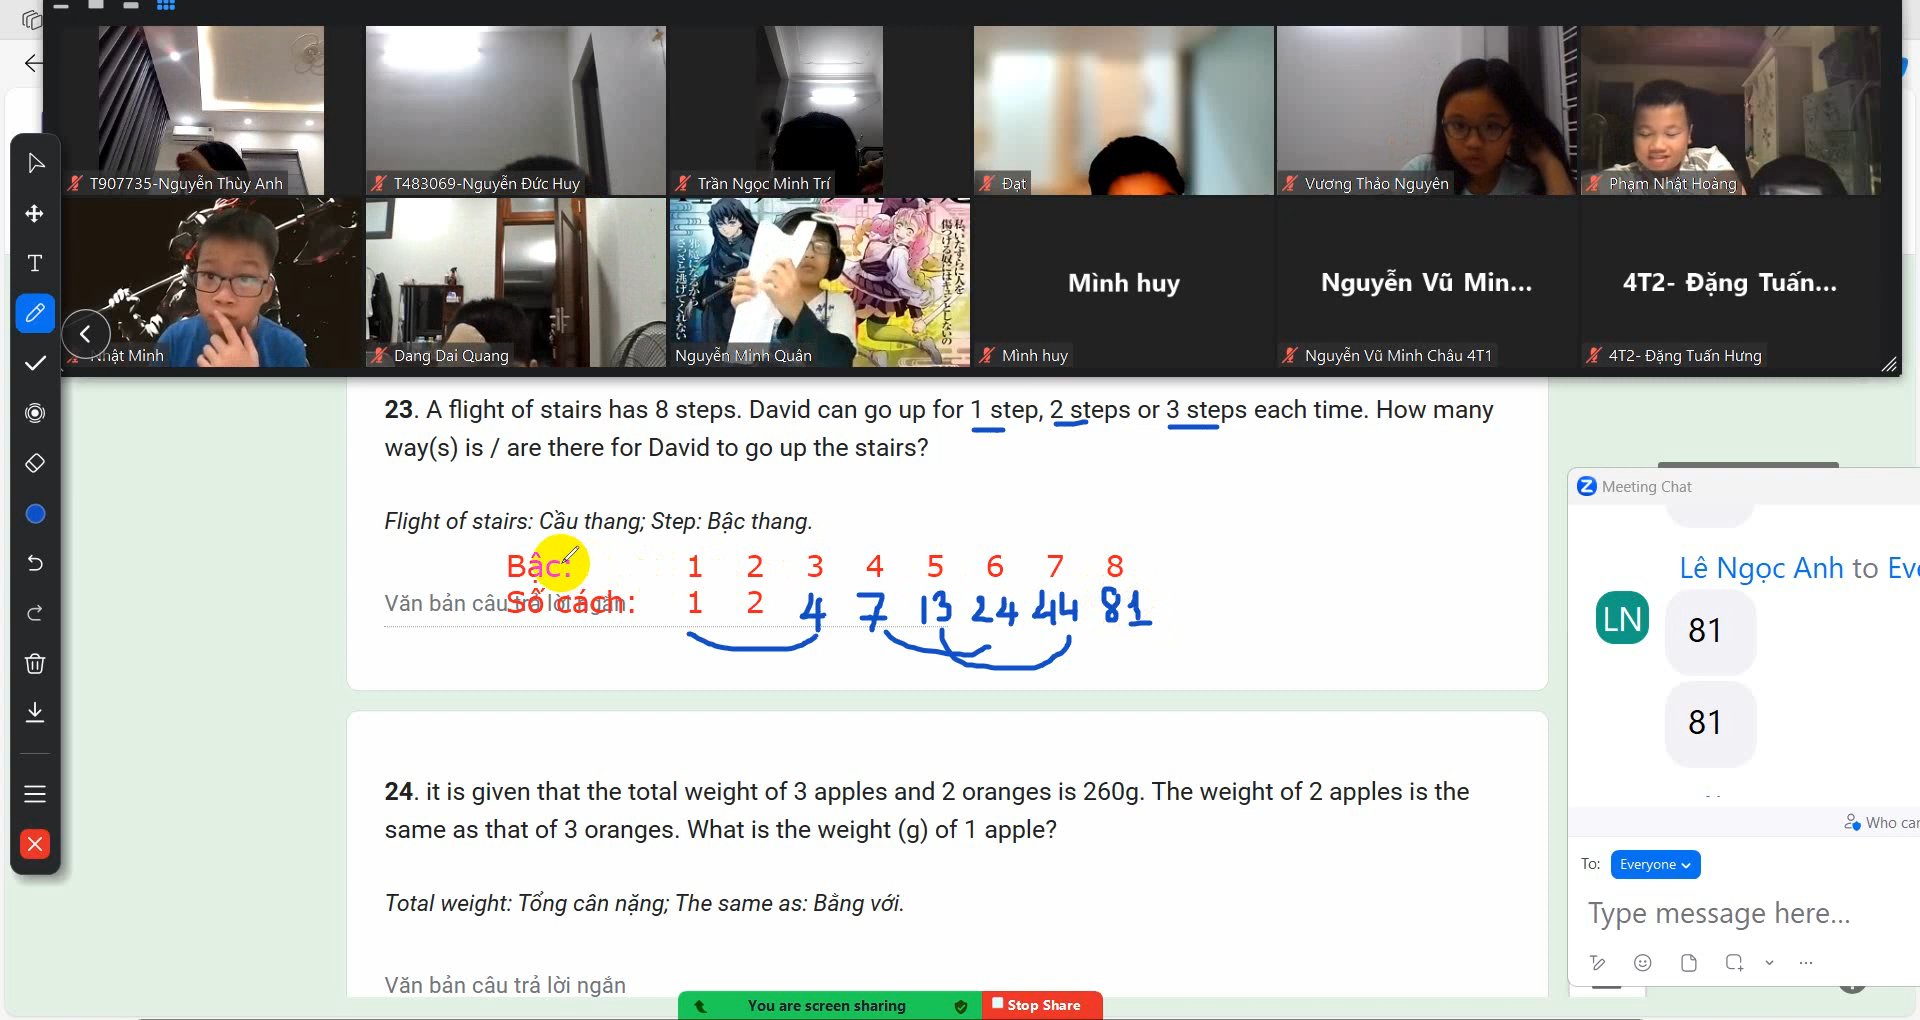 T907735-Nguyễn Thùy Anh
T483069-Nguyễn Đức Huy
Trần Ngọc Minh Trí
Đạt
Vương Thảo Nguyên
Phạm Nhật Hoàng
Nhật Minh
Dang Dai Quang
Nguyễn Minh Quân
Mình huy
Mình huy
Nguyễn Vũ Min...
Nguyễn Vũ Minh Châu 4T1
4T2- Đặng Tuấn...
4T2- Đặng Tuấn Hưng
23. A flight of stairs has 8 steps. David can go up for 1 step, 2 steps or 3 steps each time. How many
way(s) is / are there for David to go up the stairs?
Flight of stairs: Cầu thang; Step: Bậc thang.
Bậc: 1 2 3 4 5 6 7 8
Văn bản câu trả lời ngắn
Số cách: 1 2 4 7 13 24 44 81
24. it is given that the total weight of 3 apples and 2 oranges is 260g. The weight of 2 apples is the
same as that of 3 oranges. What is the weight (g) of 1 apple?
Total weight: Tổng cân nặng; The same as: Bằng với.
Văn bản câu trả lời ngắn
You are screen sharing
Stop Share
Meeting Chat
Lê Ngọc Anh to Eve
LN
81
81
Who can
To: Everyone
Type message here...